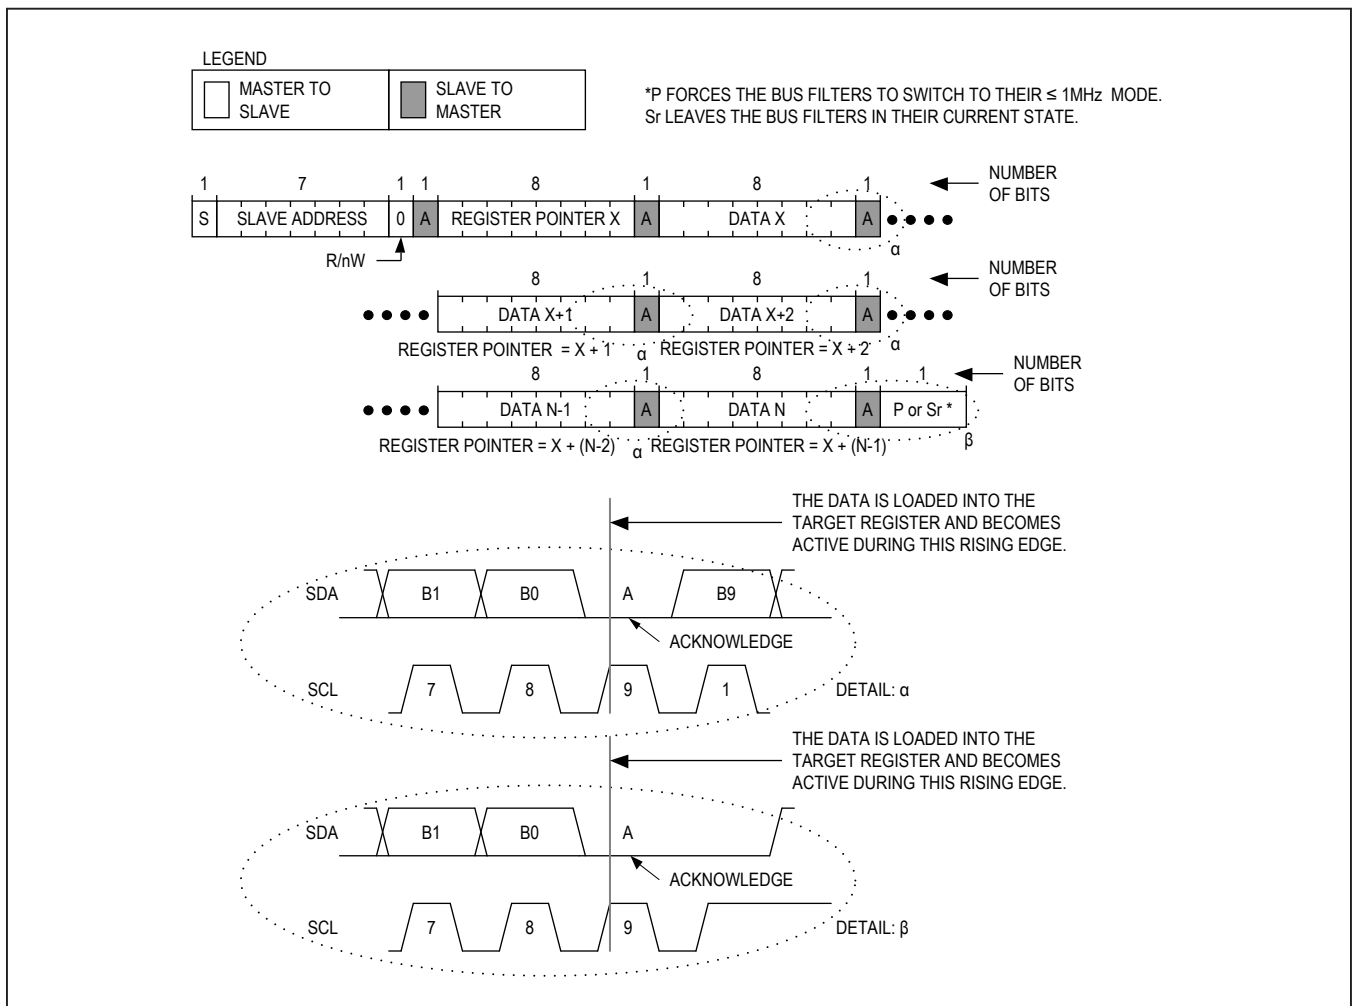 LEGEND
MASTER TO
SLAVE
SLAVE TO
MASTER
*P FORCES THE BUS FILTERS TO SWITCH TO THEIR ≤ 1MHz MODE.
Sr LEAVES THE BUS FILTERS IN THEIR CURRENT STATE.
1 7 1 1 8 1 8 1
NUMBER
OF BITS
S SLAVE ADDRESS 0 A REGISTER POINTER X A DATA X A
α
R/nW
8 1 8 1
NUMBER
OF BITS
DATA X+1 A DATA X+2 A
REGISTER POINTER = X + 1 α REGISTER POINTER = X + 2 α
8 1 8 1 1
NUMBER
OF BITS
DATA N-1 A DATA N A P or Sr *
REGISTER POINTER = X + (N-2) α REGISTER POINTER = X + (N-1) β
THE DATA IS LOADED INTO THE
TARGET REGISTER AND BECOMES
ACTIVE DURING THIS RISING EDGE.
SDA B1 B0 A B9
ACKNOWLEDGE
SCL 7 8 9 1 DETAIL: α
THE DATA IS LOADED INTO THE
TARGET REGISTER AND BECOMES
ACTIVE DURING THIS RISING EDGE.
SDA B1 B0 A
ACKNOWLEDGE
SCL 7 8 9 DETAIL: β